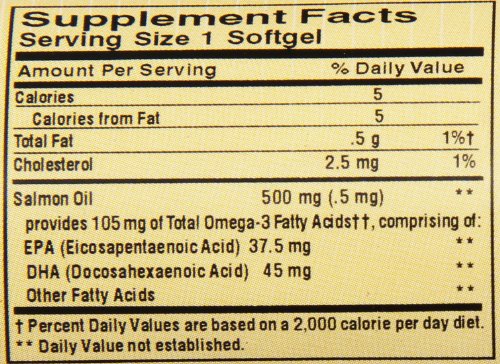 Supplement Facts
Serving Size 1 Softgel
Amount Per Serving % Daily Value
Calories 5
Calories from Fat 5
Total Fat .5 g 1%†
Cholesterol 2.5 mg 1%
Salmon Oil 500 mg (.5 mg) **
provides 105 mg of Total Omega-3 Fatty Acids††, comprising of:
EPA (Eicosapentaenoic Acid) 37.5 mg **
DHA (Docosahexaenoic Acid) 45 mg **
Other Fatty Acids **
† Percent Daily Values are based on a 2,000 calorie per day diet.
** Daily Value not established.